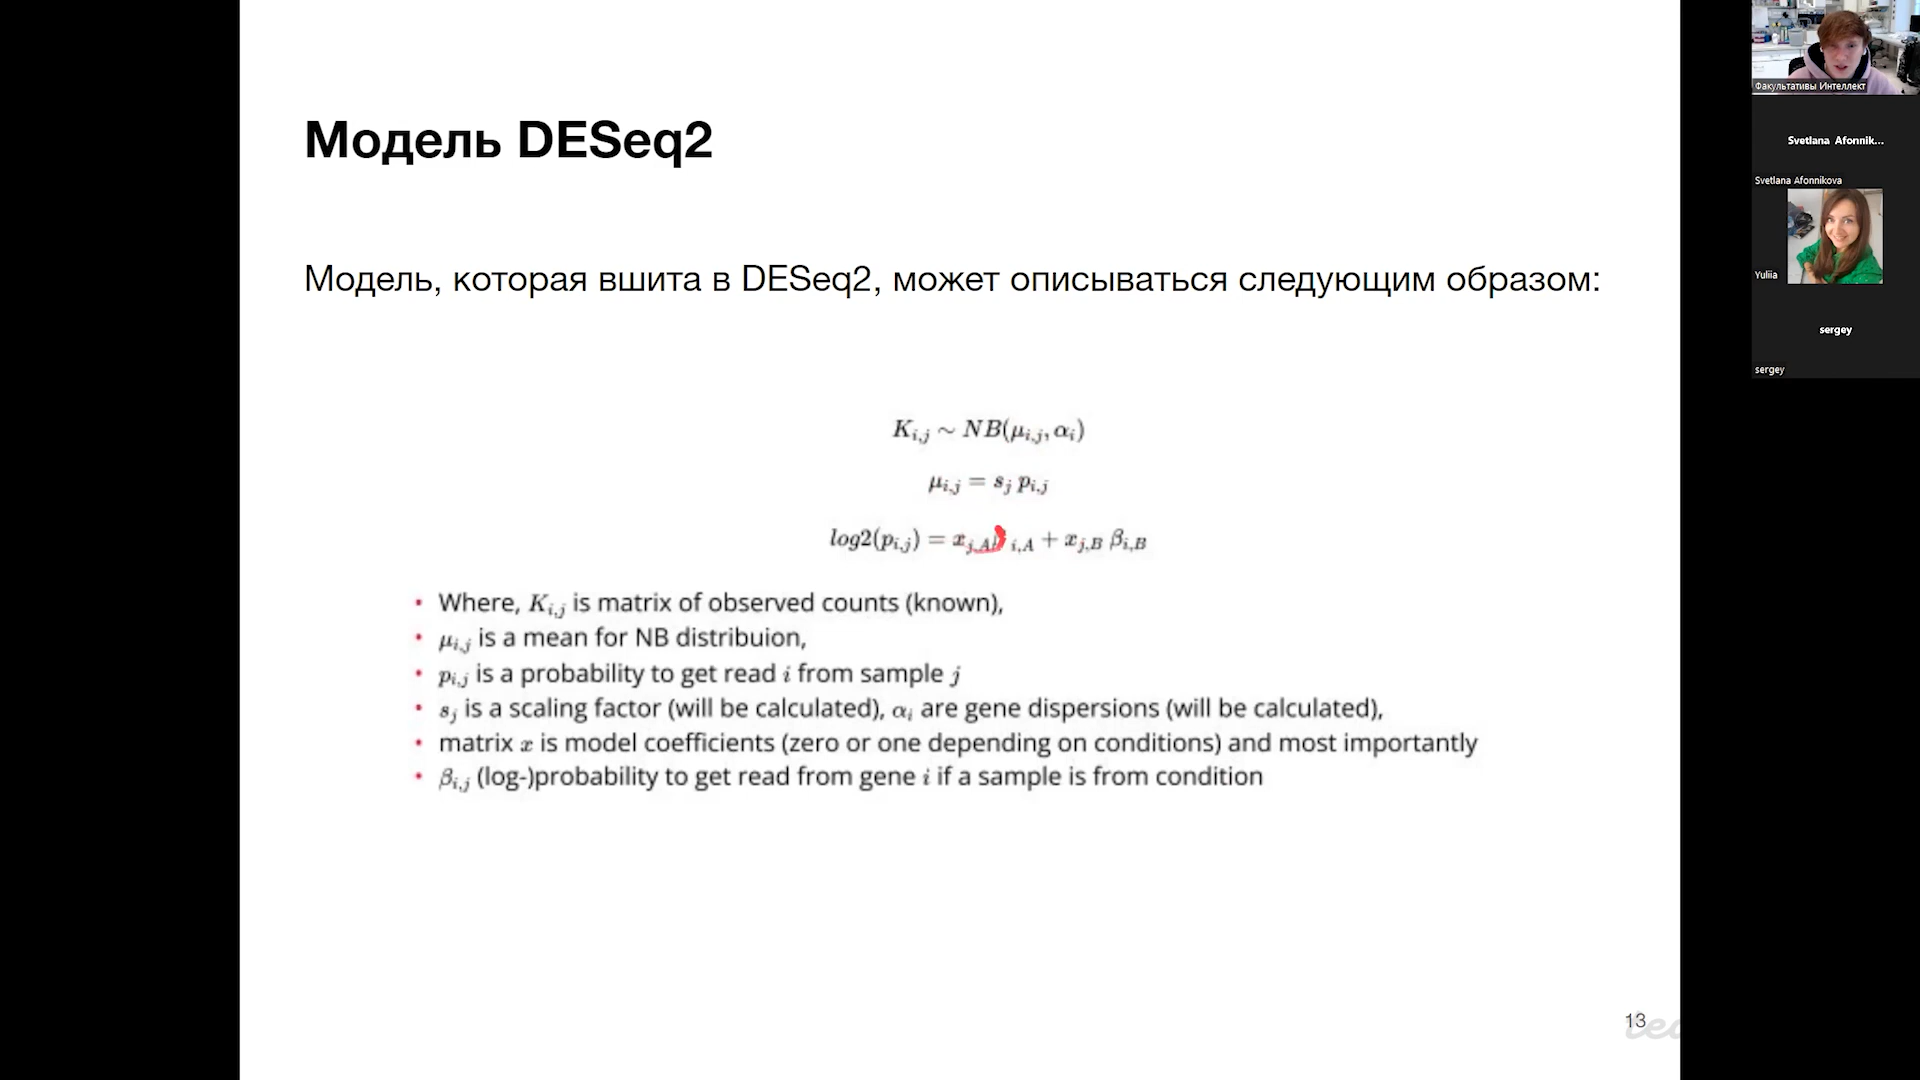 Модель DESeq2
Модель, которая вшита в DESeq2, может описываться следующим образом:
K_{i,j} ∼ NB(μ_{i,j}, α_i)
μ_{i,j} = s_j p_{i,j}
log2(p_{i,j}) = x_{j,A} β_{i,A} + x_{j,B} β_{i,B}
• Where, K_{i,j} is matrix of observed counts (known),
• μ_{i,j} is a mean for NB distribuion,
• p_{i,j} is a probability to get read i from sample j
• s_j is a scaling factor (will be calculated), α_i are gene dispersions (will be calculated),
• matrix x is model coefficients (zero or one depending on conditions) and most importantly
• β_{i,j} (log-)probability to get read from gene i if a sample is from condition
13
Факультативы Интеллект
Svetlana Afonnik...
Svetlana Afonnikova
Yuliia
sergey
sergey